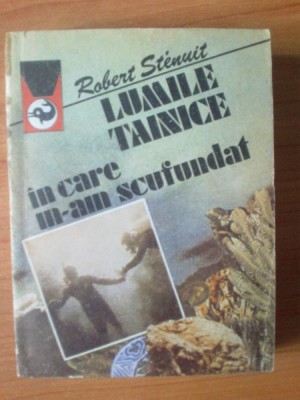 Robert Sténuit
LUMILE
TAINICE
în care
m-am scufundat